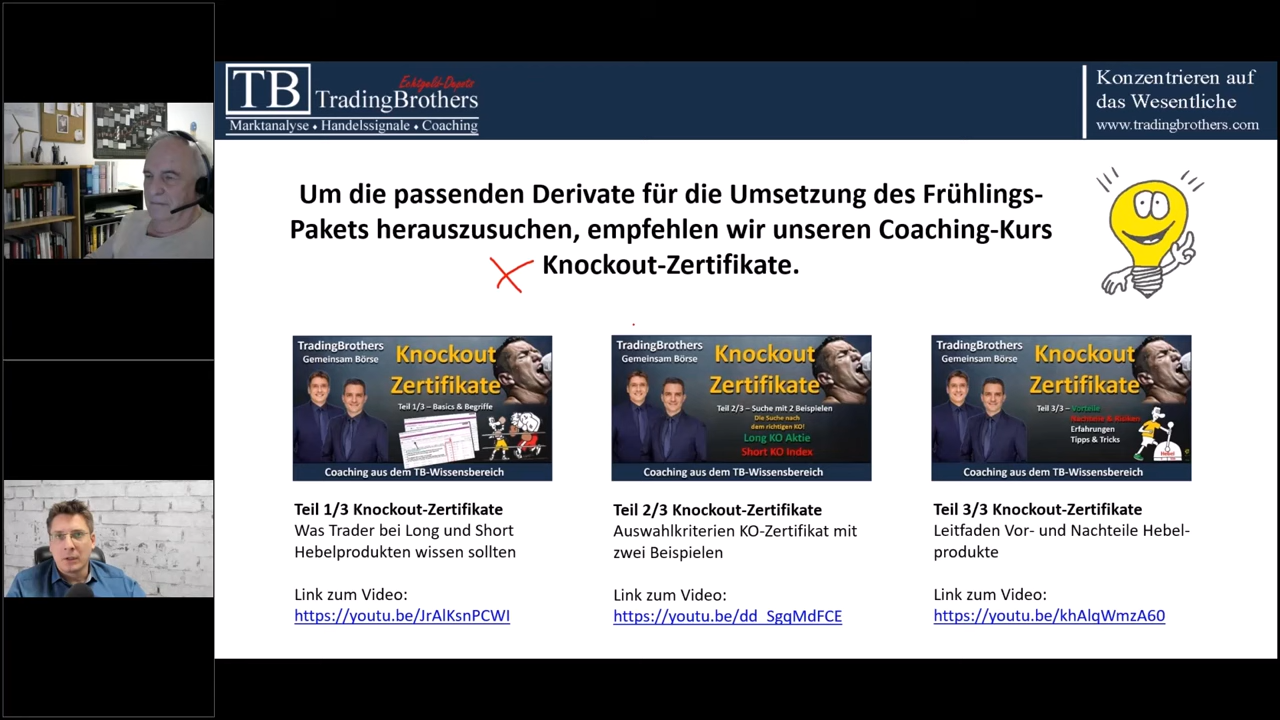 TB
Echtgeld-Depots
TradingBrothers
Marktanalyse ♦ Handelssignale ♦ Coaching
Konzentrieren auf
das Wesentliche
www.tradingbrothers.com
Um die passenden Derivate für die Umsetzung des Frühlings-
Pakets herauszusuchen, empfehlen wir unseren Coaching-Kurs
Knockout-Zertifikate.
TradingBrothers
Gemeinsam Börse
Knockout
Zertifikate
Teil 1/3 – Basics & Begriffe
Coaching aus dem TB-Wissensbereich
TradingBrothers
Gemeinsam Börse
Knockout
Zertifikate
Teil 2/3 – Suche mit 2 Beispielen
Die Suche nach
dem richtigen KO!
Long KO Aktie
Short KO Index
Coaching aus dem TB-Wissensbereich
TradingBrothers
Gemeinsam Börse
Knockout
Zertifikate
Teil 3/3 – Vorteile
Nachteile & Risiken
Erfahrungen
Tipps & Tricks
Hebel
Coaching aus dem TB-Wissensbereich
Teil 1/3 Knockout-Zertifikate
Was Trader bei Long und Short
Hebelprodukten wissen sollten
Link zum Video:
https://youtu.be/JrAlKsnPCWI
Teil 2/3 Knockout-Zertifikate
Auswahlkriterien KO-Zertifikat mit
zwei Beispielen
Link zum Video:
https://youtu.be/dd_SgqMdFCE
Teil 3/3 Knockout-Zertifikate
Leitfaden Vor- und Nachteile Hebel-
produkte
Link zum Video:
https://youtu.be/khAlqWmzA60